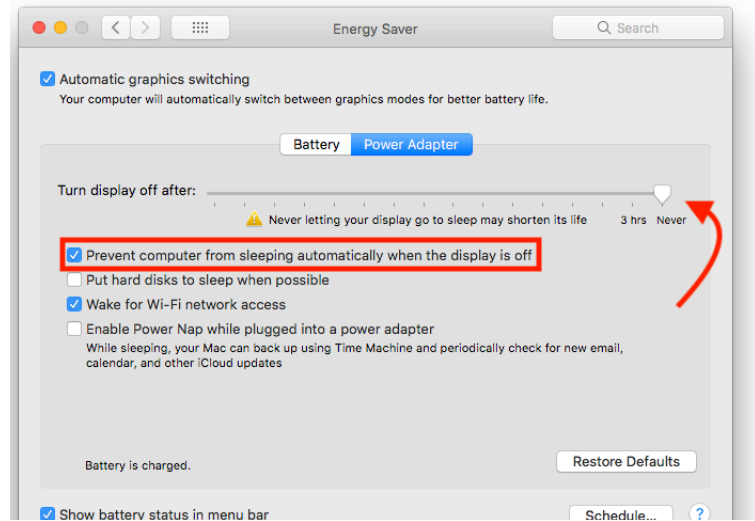 Energy Saver
Search
Automatic graphics switching
Your computer will automatically switch between graphics modes for better battery life.
Battery Power Adapter
Turn display off after:
Never letting your display go to sleep may shorten its life 3 hrs Never
Prevent computer from sleeping automatically when the display is off
Put hard disks to sleep when possible
Wake for Wi-Fi network access
Enable Power Nap while plugged into a power adapter
While sleeping, your Mac can back up using Time Machine and periodically check for new email,
calendar, and other iCloud updates
Battery is charged.
Restore Defaults
Show battery status in menu bar
Schedule... ?